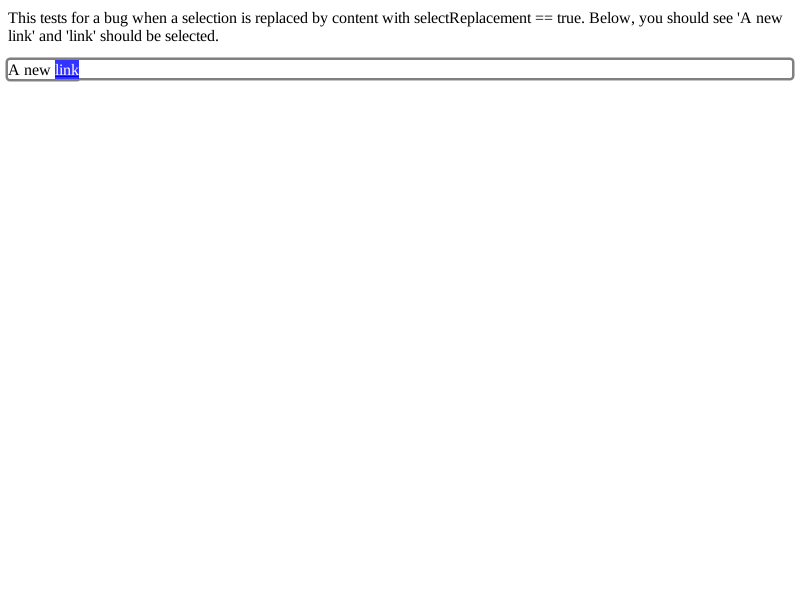 This tests for a bug when a selection is replaced by content with selectReplacement == true. Below, you should see 'A new
link' and 'link' should be selected.
A new link